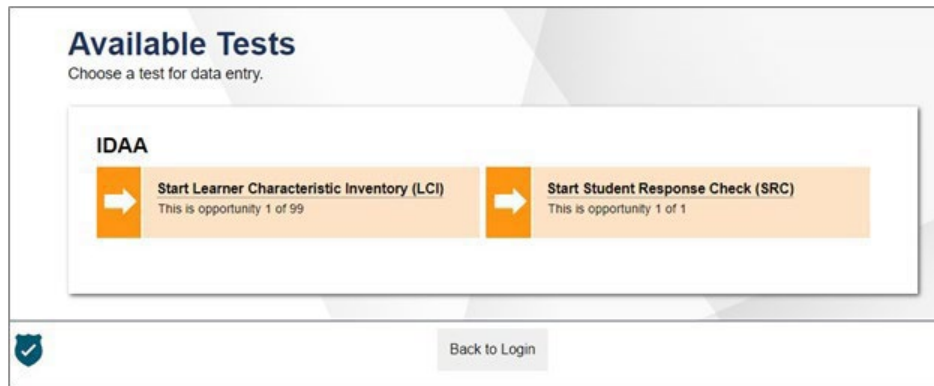 Available Tests
Choose a test for data entry.
IDAA
Start Learner Characteristic Inventory (LCI)
This is opportunity 1 of 99
Start Student Response Check (SRC)
This is opportunity 1 of 1
Back to Login